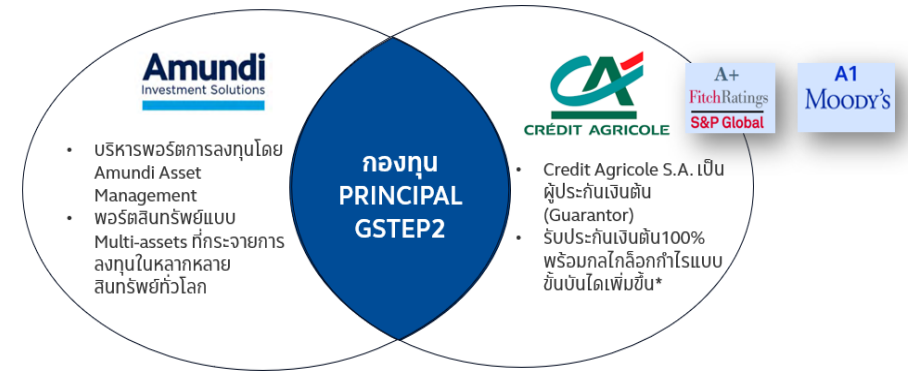 Amundi
Investment Solutions
• บริหารพอร์ตการลงทุนโดย
Amundi Asset
Management
• พอร์ตสินทรัพย์แบบ
Multi-assets ที่กระจายการ
ลงทุนในหลากหลาย
สินทรัพย์ทั่วโลก
กองทุน
PRINCIPAL
GSTEP2
CRÉDIT AGRICOLE
• Credit Agricole S.A. เป็น
ผู้ประกันเงินต้น
(Guarantor)
• รับประกันเงินต้น100%
พร้อมกลไกล็อกกำไรแบบ
ขั้นบันไดเพิ่มขึ้น*
A+
FitchRatings
S&P Global
A1
MOODY'S